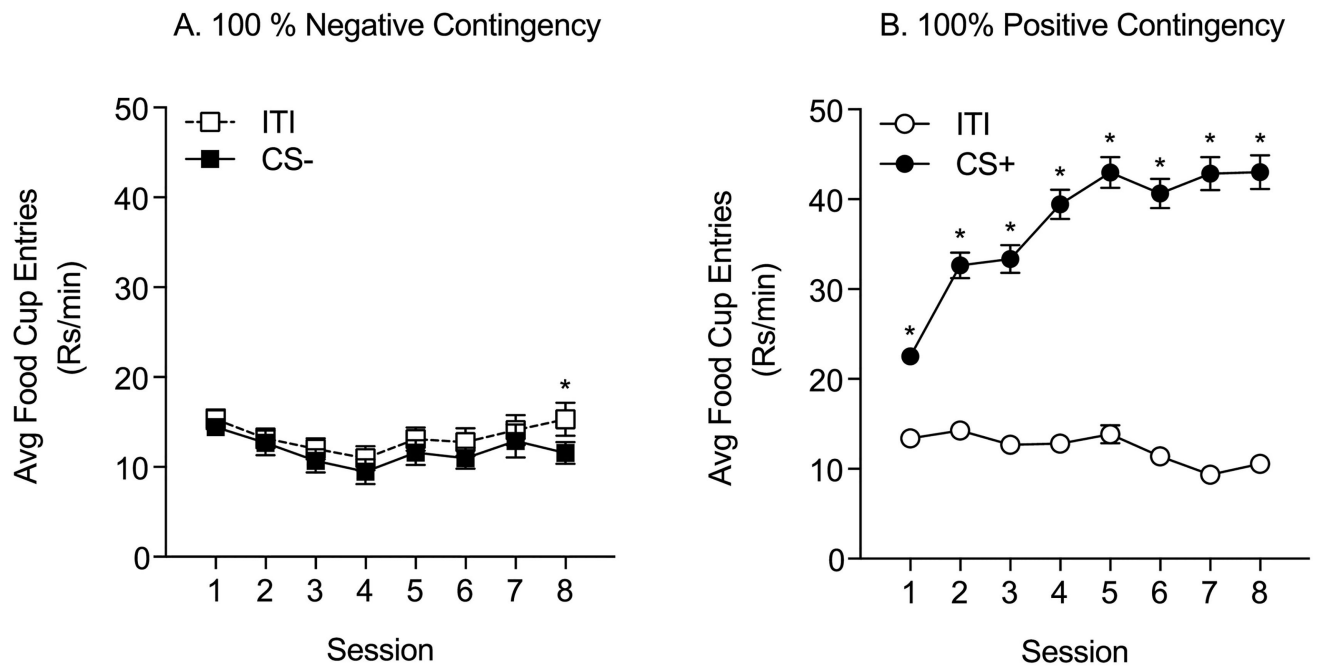 A. 100 % Negative Contingency
50
40
30
20
10
0
Avg Food Cup Entries
(Rs/min)
ITI
CS-
*
1 2 3 4 5 6 7 8
Session
B. 100% Positive Contingency
50
40
30
20
10
0
Avg Food Cup Entries
(Rs/min)
ITI
CS+
* * * * * * * *
1 2 3 4 5 6 7 8
Session